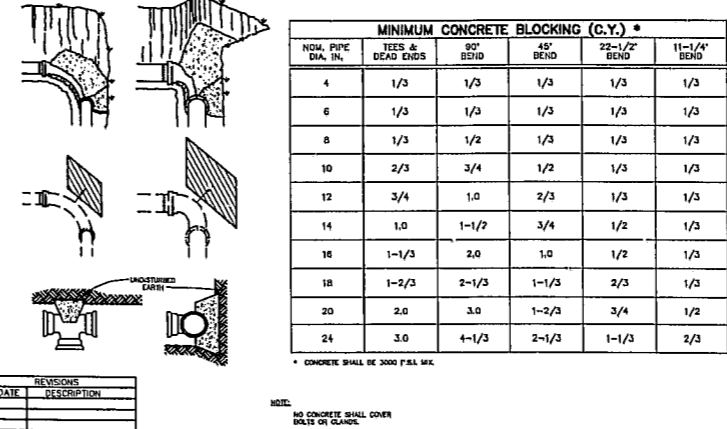 MINIMUM CONCRETE BLOCKING (C.Y.) *
NOM. PIPE DIA. IN. TEES & DEAD ENDS 90° BEND 45° BEND 22-1/2° BEND 11-1/4° BEND
4 1/3 1/3 1/3 1/3 1/3
6 1/3 1/3 1/3 1/3 1/3
8 1/3 1/2 1/3 1/3 1/3
10 2/3 3/4 1/2 1/3 1/3
12 3/4 1.0 2/3 1/3 1/3
14 1.0 1-1/2 3/4 1/2 1/3
16 1-1/3 2.0 1.0 1/2 1/3
18 1-2/3 2-1/3 1-1/3 2/3 1/3
20 2.0 3.0 1-2/3 3/4 1/2
24 3.0 4-1/3 2-1/3 1-1/3 2/3
* CONCRETE SHALL BE 3000 P.S.I. MIX.
UNDISTURBED
EARTH
REVISIONS
DATE DESCRIPTION
NOTE:
NO CONCRETE SHALL COVER
BOLTS OR GLANDS.